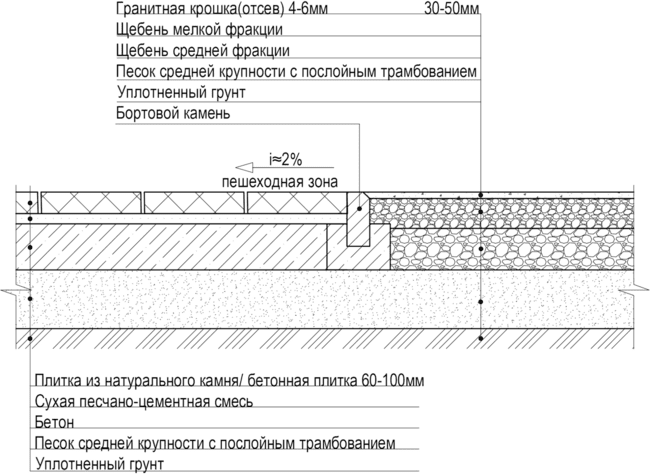 Гранитная крошка(отсев) 4-6мм 30-50мм
Щебень мелкой фракции
Щебень средней фракции
Песок средней крупности с послойным трамбованием
Уплотненный грунт
Бортовой камень
i≈2%
пешеходная зона
Плитка из натурального камня/ бетонная плитка 60-100мм
Сухая песчано-цементная смесь
Бетон
Песок средней крупности с послойным трамбованием
Уплотненный грунт